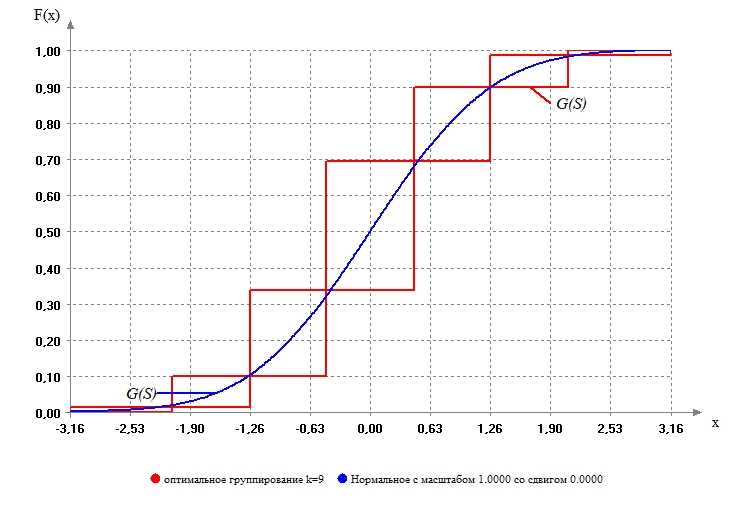 F(x)
1,00
0,90
G(S)
0,80
0,70
0,60
0,50
0,40
0,30
0,20
0,10
G(S)
0,00
-3,16 -2,53 -1,90 -1,26 -0,63 0,00 0,63 1,26 1,90 2,53 3,16 x
оптимальное группирование k=9 Нормальное с масштабом 1.0000 со сдвигом 0.0000